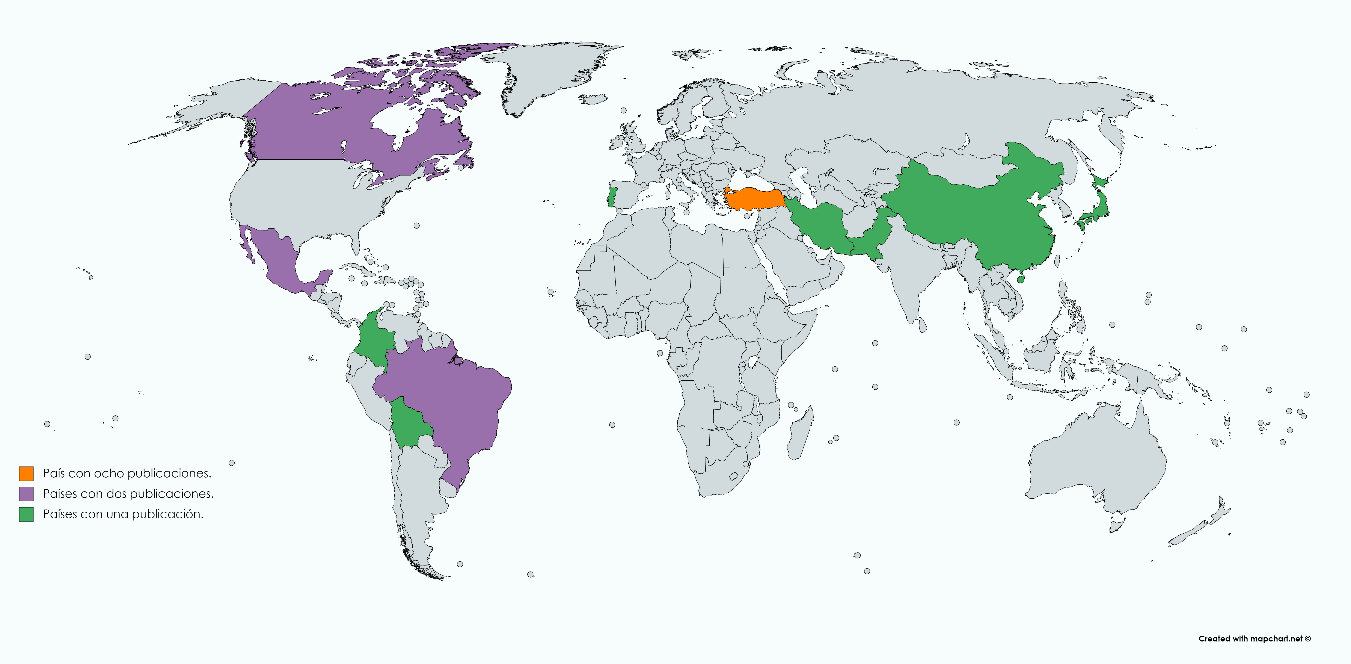 País con ocho publicaciones.
Países con dos publicaciones.
Países con una publicación.
Created with mapchart.net ©